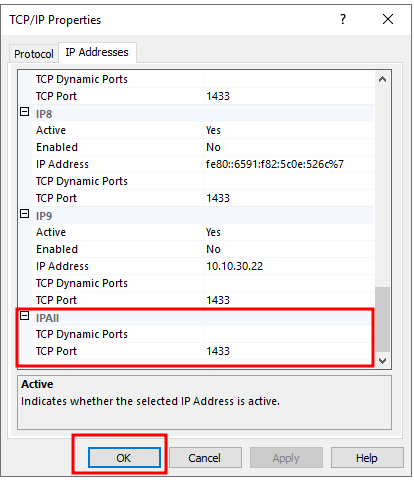 TCP/IP Properties ? ×
Protocol IP Addresses
TCP Dynamic Ports
TCP Port 1433
IP8
Active Yes
Enabled No
IP Address fe80::6591:f82:5c0e:526c%7
TCP Dynamic Ports
TCP Port 1433
IP9
Active Yes
Enabled No
IP Address 10.10.30.22
TCP Dynamic Ports
TCP Port 1433
IPAll
TCP Dynamic Ports
TCP Port 1433
Active
Indicates whether the selected IP Address is active.
OK Cancel Apply Help